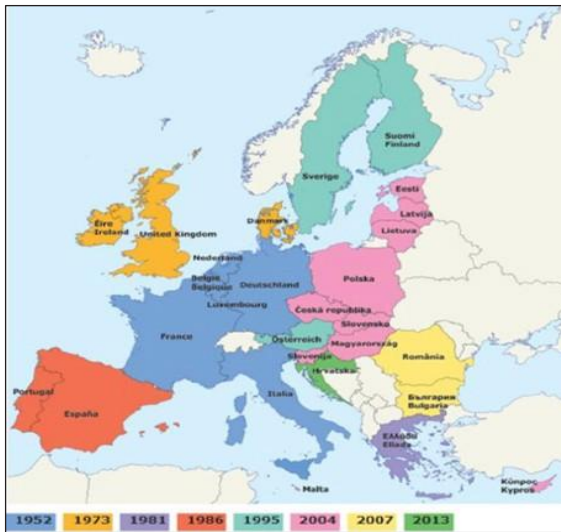 Suomi
Finland
Sverige
Eesti
Latvija
Lietuva
Danmark
Éire
Ireland
United Kingdom
Nederland
België
Belgique
Deutschland
Luxembourg
Polska
Česká republika
Slovensko
France
Österreich
Magyarország
Slovenija
Hrvatska
România
Portugal
España
Italia
България
Bulgaria
Ελλάδα
Ellada
Malta
Κύπρος
Kypros
1952 1973 1981 1986 1995 2004 2007 2013